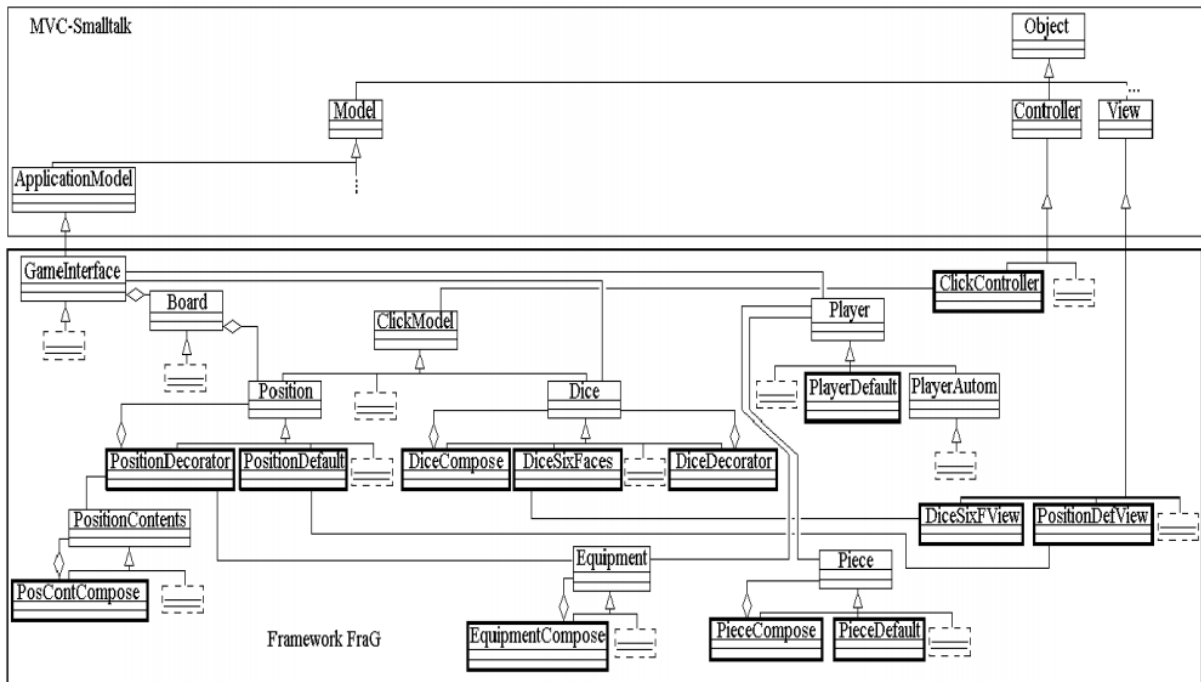 MVC-Smalltalk
Object
Model
Controller
View
...
ApplicationModel
...
GameInterface
Board
ClickModel
Player
ClickController
Position
Dice
PlayerDefault
PlayerAutom
PositionDecorator
PositionDefault
DiceCompose
DiceSixFaces
DiceDecorator
PositionContents
DiceSixFView
PositionDefView
PosContCompose
Equipment
Piece
EquipmentCompose
PieceCompose
PieceDefault
Framework FraG